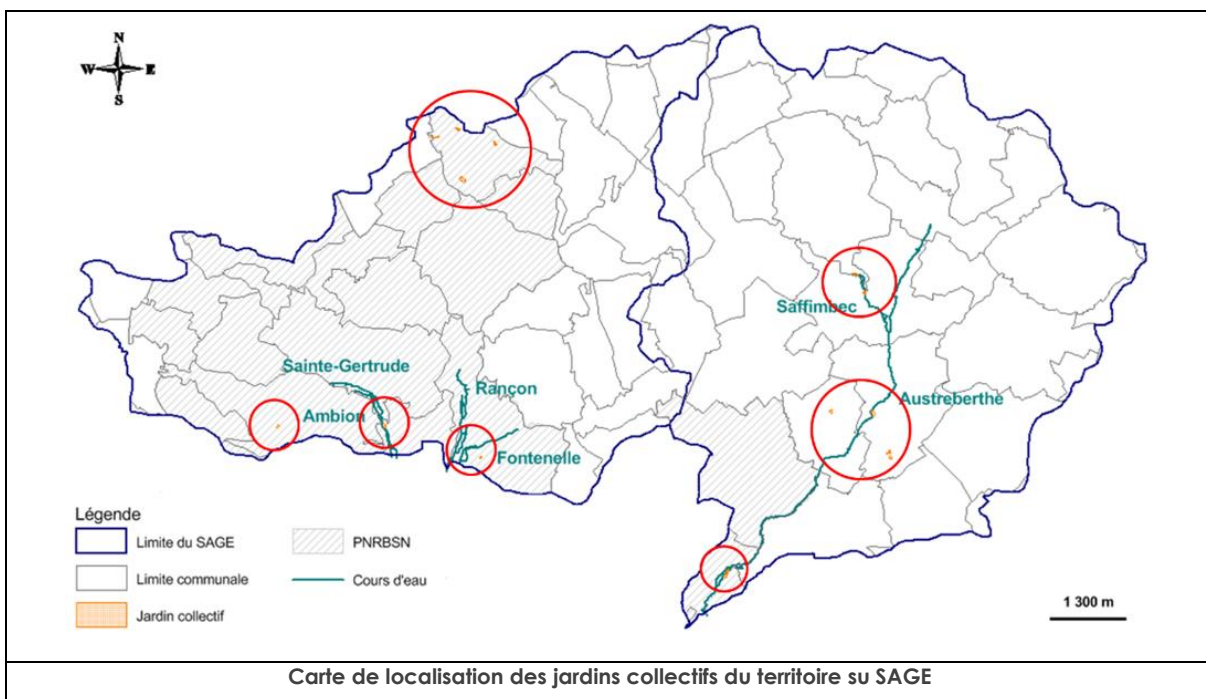 N
W E
S
Saffimbec
Sainte-Gertrude
Rançon
Austreberthe
Ambion
Fontenelle
Légende
Limite du SAGE
PNRBSN
Limite communale
Cours d'eau
Jardin collectif
1 300 m
Carte de localisation des jardins collectifs du territoire su SAGE